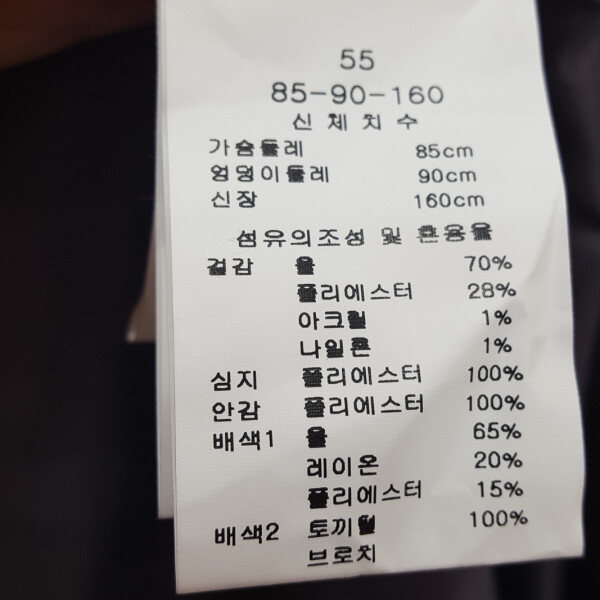 55
85-90-160
신체치수
가슴둘레 85cm
엉덩이둘레 90cm
신장 160cm
섬유의조성 및 혼용율
겉감 울 70%
폴리에스터 28%
아크릴 1%
나일론 1%
심지 폴리에스터 100%
안감 폴리에스터 100%
배색1 울 65%
레이온 20%
폴리에스터 15%
배색2 토끼털 100%
브로치